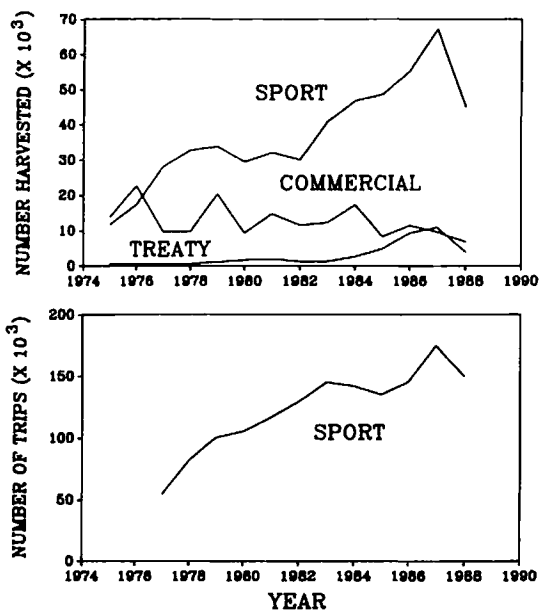 NUMBER HARVESTED (X 10³)
70
60
50
40
30
20
10
0
SPORT
COMMERCIAL
TREATY
1974 1976 1978 1980 1982 1984 1986 1988 1990
NUMBER OF TRIPS (X 10³)
200
150
100
50
0
SPORT
1974 1976 1978 1980 1982 1984 1986 1988 1990
YEAR